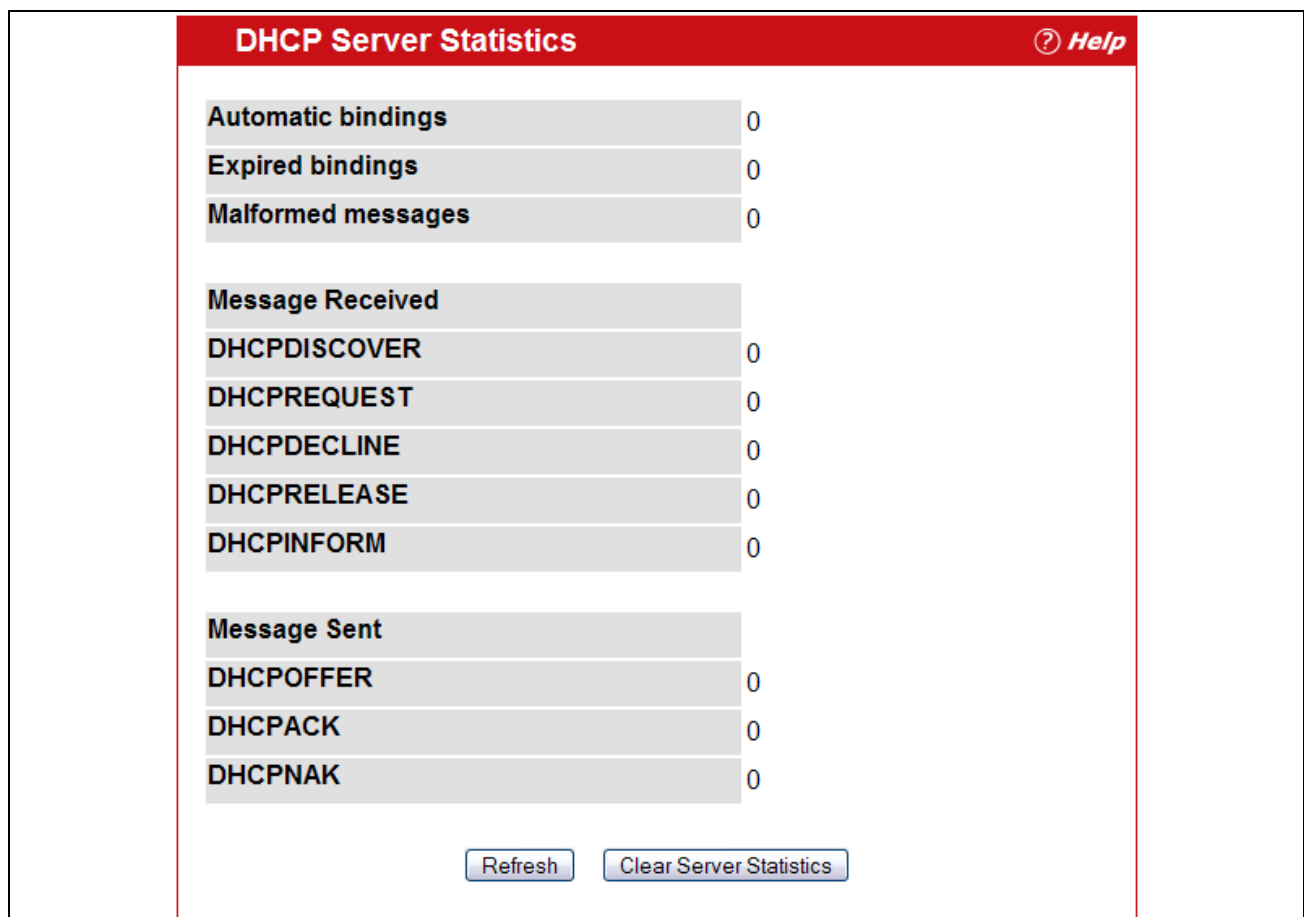 DHCP Server Statistics ? Help
Automatic bindings 0
Expired bindings 0
Malformed messages 0
Message Received
DHCPDISCOVER 0
DHCPREQUEST 0
DHCPDECLINE 0
DHCPRELEASE 0
DHCPINFORM 0
Message Sent
DHCPOFFER 0
DHCPACK 0
DHCPNAK 0
Refresh Clear Server Statistics